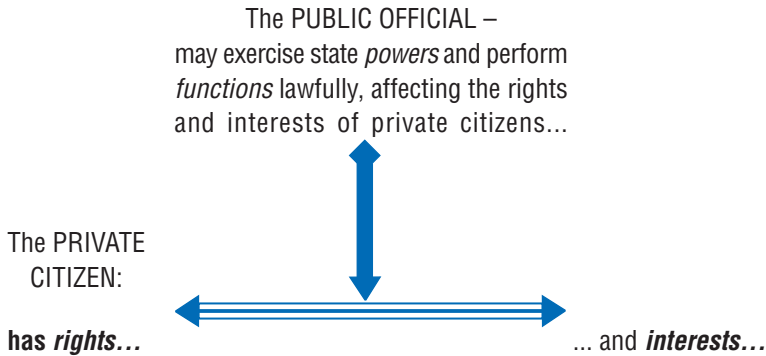 The PUBLIC OFFICIAL –
may exercise state powers and perform
functions lawfully, affecting the rights
and interests of private citizens...
The PRIVATE
CITIZEN:
has rights...
... and interests...